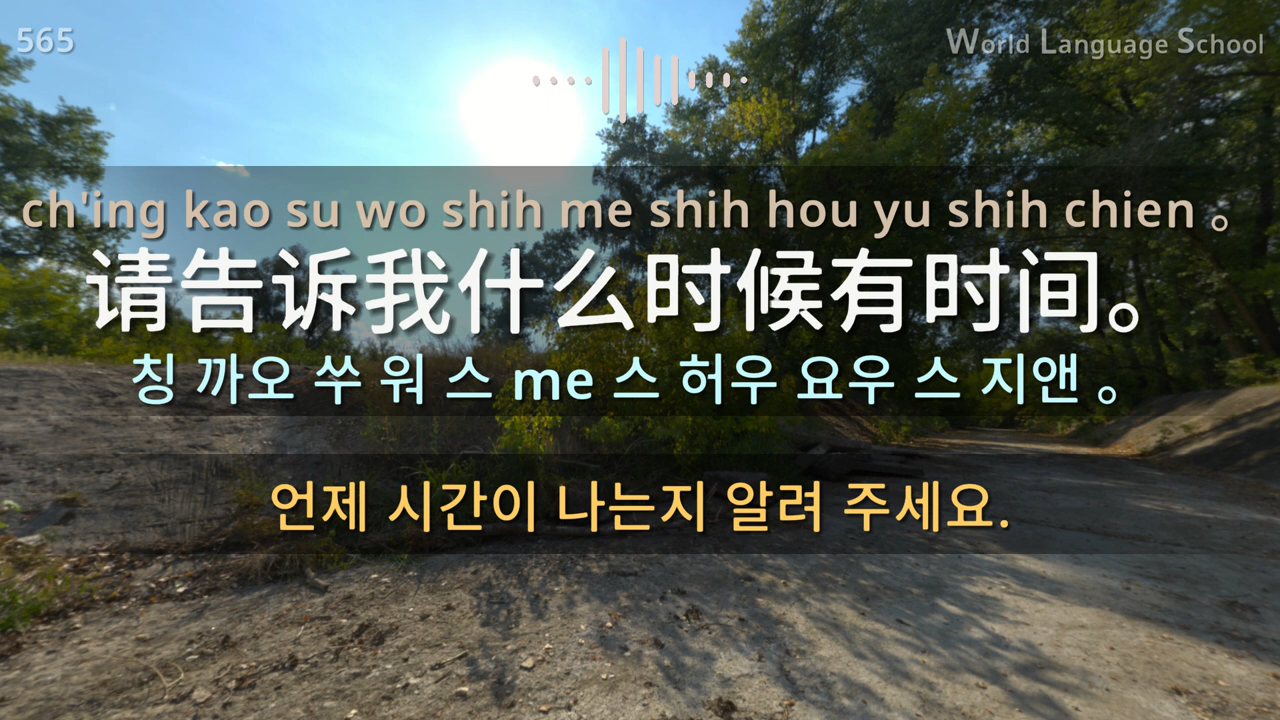 565
World Language School
ch'ing kao su wo shih me shih hou yu shih chien 。
请告诉我什么时候有时间。
칭 까오 쑤 워 스 me 스 허우 요우 스 지앤 。
언제 시간이 나는지 알려 주세요.